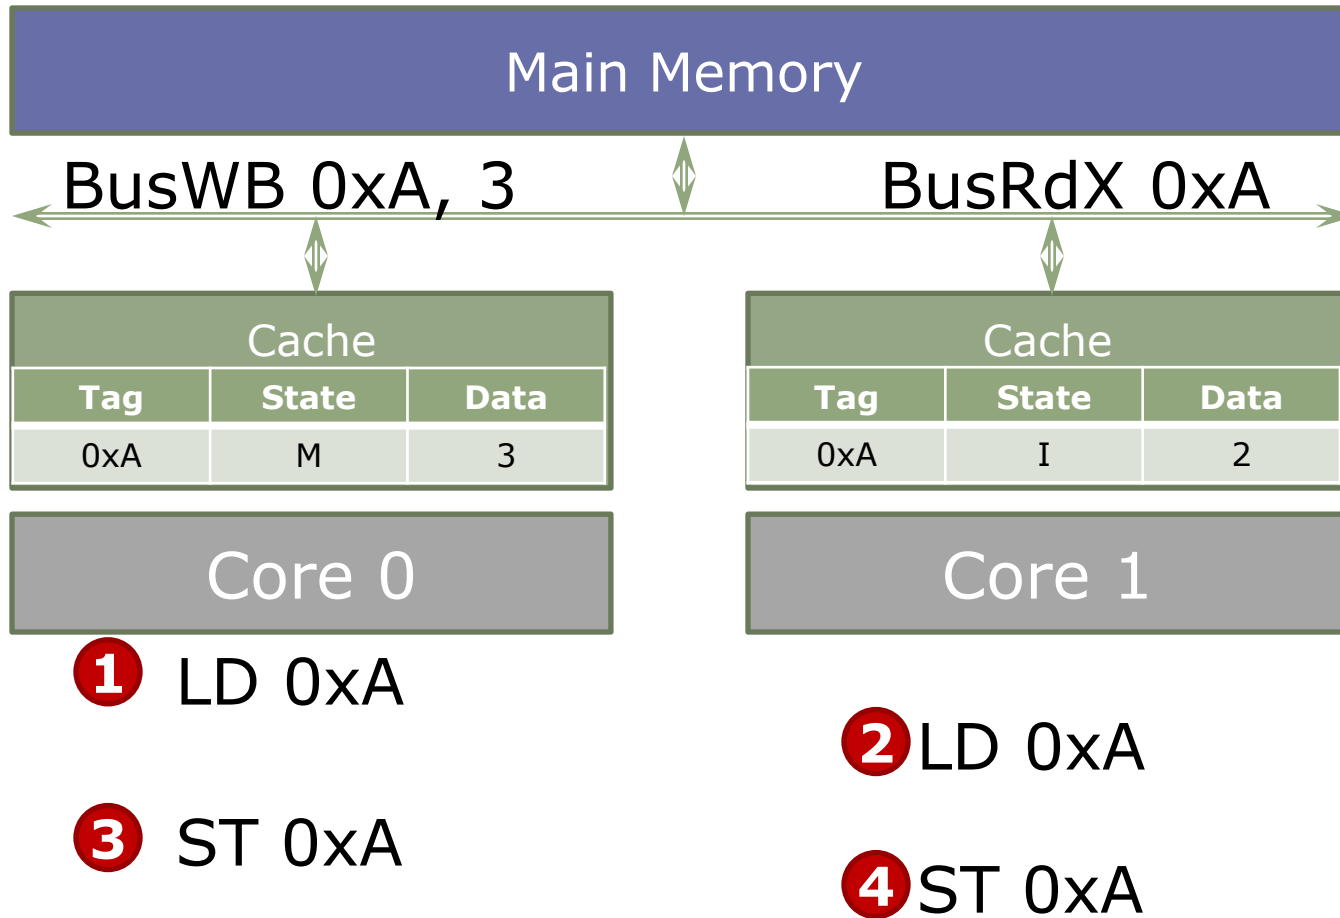 Main Memory
BusWB 0xA, 3
BusRdX 0xA
Cache
Tag State Data
0xA M 3
Cache
Tag State Data
0xA I 2
Core 0
Core 1
1 LD 0xA
2 LD 0xA
3 ST 0xA
4 ST 0xA